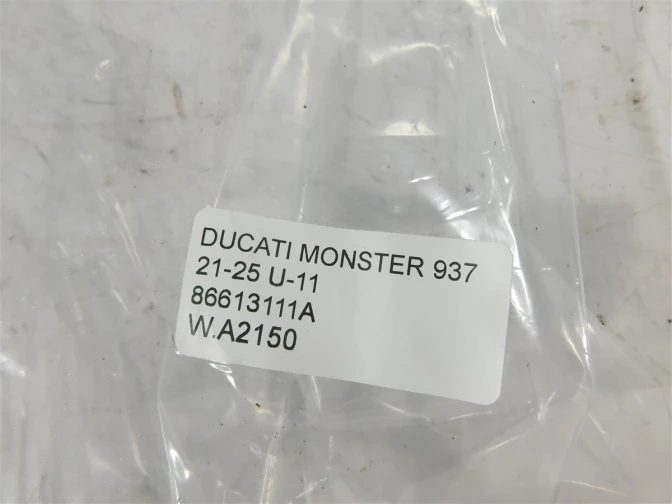 DUCATI MONSTER 937
21-25 U-11
86613111A
W.A2150